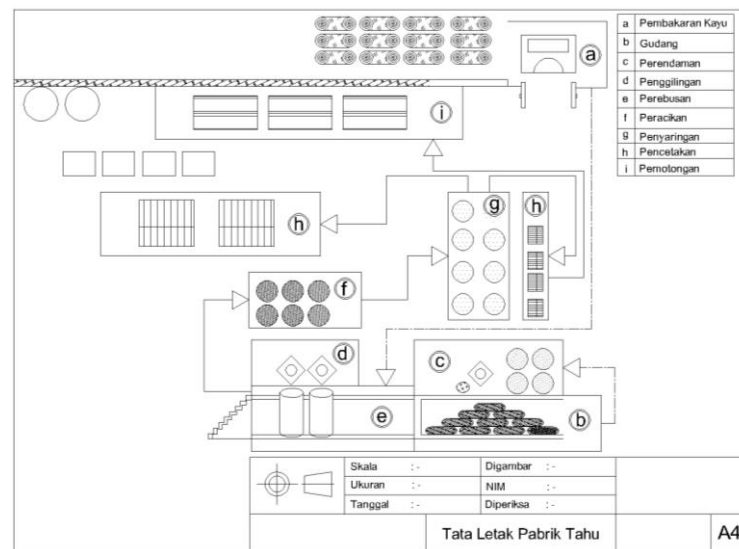 a Pembakaran Kayu
b Gudang
c Perendaman
d Penggilingan
e Perebusan
f Peracikan
g Penyaringan
h Pencetakan
i Pemotongan
a
i
g
h
h
f
d
c
e
b
Skala : - Digambar : -
Ukuran : - NIM : -
Tanggal : - Diperiksa : -
Tata Letak Pabrik Tahu A4